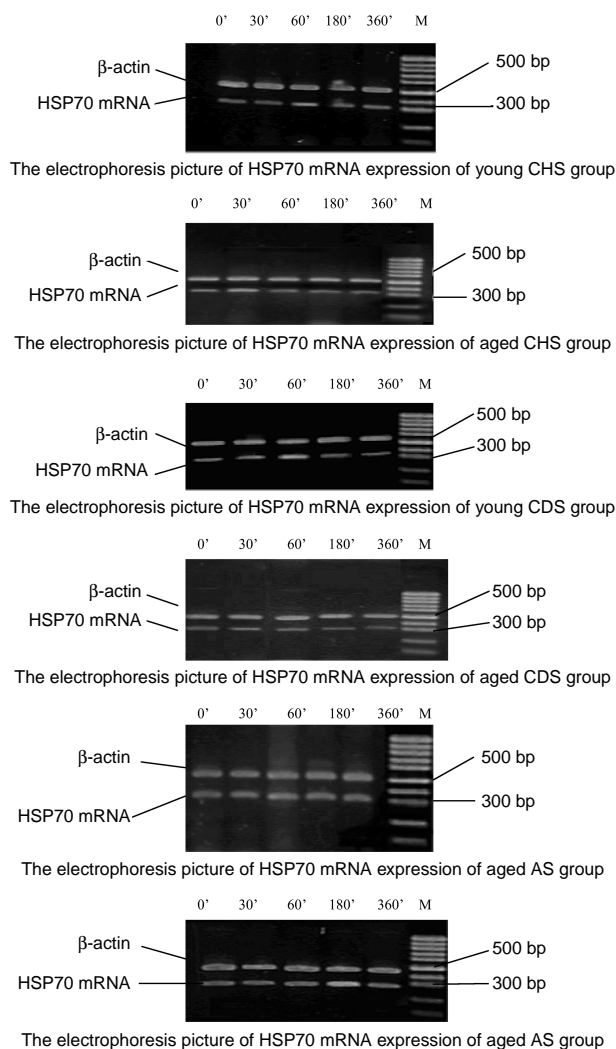 0’ 30’ 60’ 180’ 360’ M
β-actin
500 bp
HSP70 mRNA
300 bp
The electrophoresis picture of HSP70 mRNA expression of young CHS group
0’ 30’ 60’ 180’ 360’ M
β-actin
500 bp
HSP70 mRNA
300 bp
The electrophoresis picture of HSP70 mRNA expression of aged CHS group
0’ 30’ 60’ 180’ 360’ M
500 bp
β-actin
300 bp
HSP70 mRNA
The electrophoresis picture of HSP70 mRNA expression of young CDS group
0’ 30’ 60’ 180’ 360’ M
β-actin
500 bp
HSP70 mRNA
300 bp
The electrophoresis picture of HSP70 mRNA expression of aged CDS group
0’ 30’ 60’ 180’ 360’ M
β-actin
500 bp
300 bp
HSP70 mRNA
The electrophoresis picture of HSP70 mRNA expression of aged AS group
0’ 30’ 60’ 180’ 360’ M
β-actin
500 bp
HSP70 mRNA
300 bp
The electrophoresis picture of HSP70 mRNA expression of aged AS group